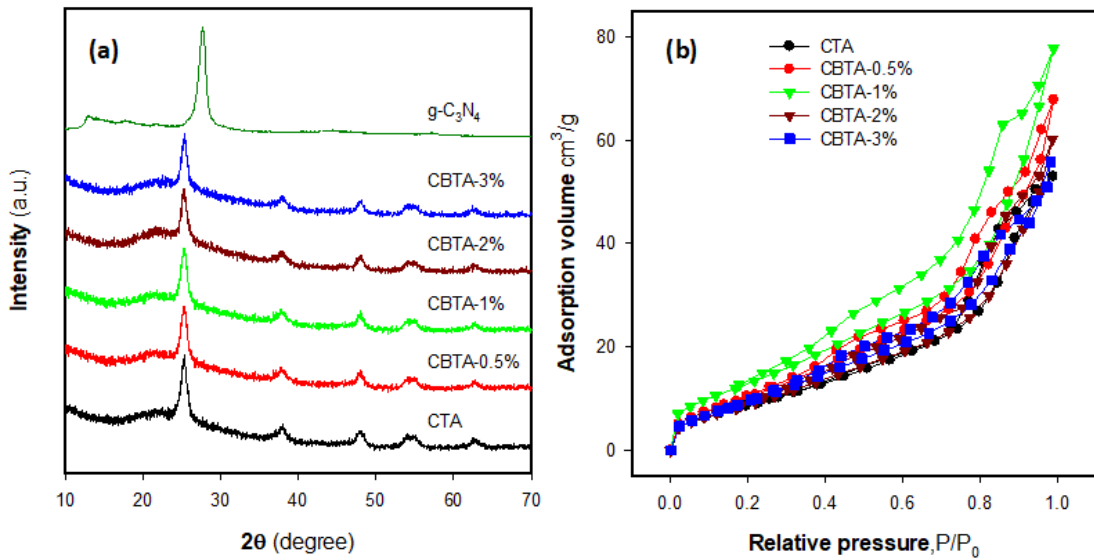 (a)
g-C₃N₄
CBTA-3%
CBTA-2%
CBTA-1%
CBTA-0.5%
CTA
Intensity (a.u.)
10 20 30 40 50 60 70
2θ (degree)
(b)
CTA
CBTA-0.5%
CBTA-1%
CBTA-2%
CBTA-3%
Adsorption volume cm³/g
80
60
40
20
0
0.0 0.2 0.4 0.6 0.8 1.0
Relative pressure,P/P₀